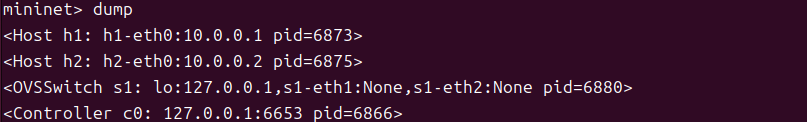 mininet> dump
<Host h1: h1-eth0:10.0.0.1 pid=6873>
<Host h2: h2-eth0:10.0.0.2 pid=6875>
<OVSSwitch s1: lo:127.0.0.1,s1-eth1:None,s1-eth2:None pid=6880>
<Controller c0: 127.0.0.1:6653 pid=6866>